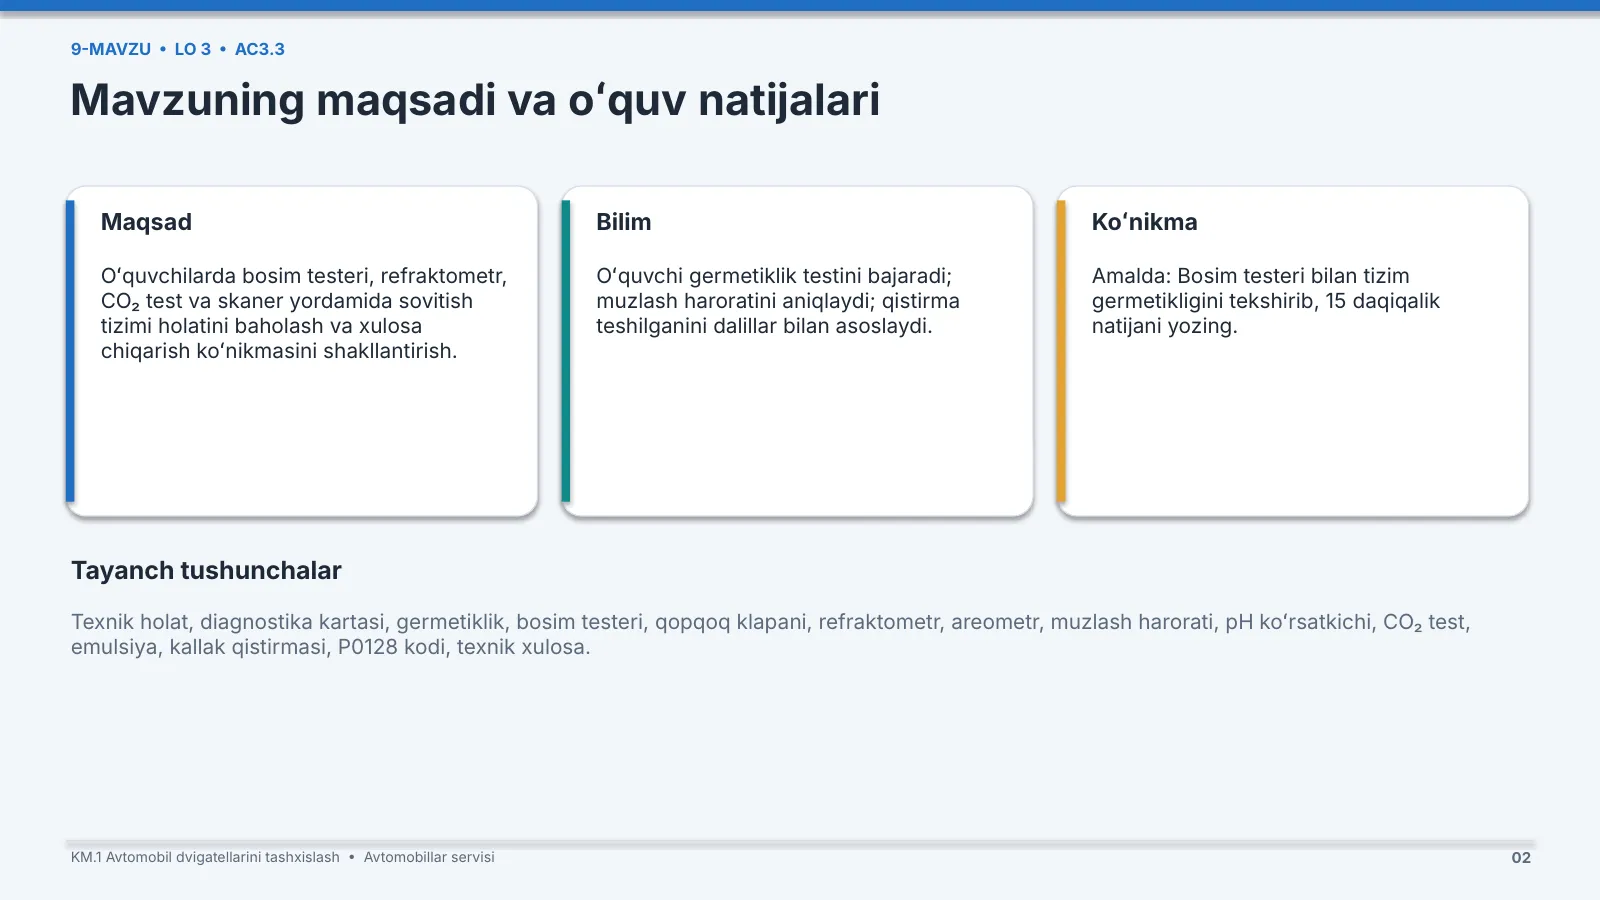 9-MAVZU • LO 3 • AC3.3
Mavzuning maqsadi va oʻquv natijalari
Maqsad
Oʻquvchilarda bosim testeri, refraktometr,
CO₂ test va skaner yordamida sovitish
tizimi holatini baholash va xulosa
chiqarish koʻnikmasini shakllantirish.
Bilim
Oʻquvchi germetiklik testini bajaradi;
muzlash haroratini aniqlaydi; qistirma
teshilganini dalillar bilan asoslaydi.
Koʻnikma
Amalda: Bosim testeri bilan tizim
germetikligini tekshirib, 15 daqiqalik
natijani yozing.
Tayanch tushunchalar
Texnik holat, diagnostika kartasi, germetiklik, bosim testeri, qopqoq klapani, refraktometr, areometr, muzlash harorati, pH koʻrsatkichi, CO₂ test,
emulsiya, kallak qistirmasi, P0128 kodi, texnik xulosa.
KM.1 Avtomobil dvigatellarini tashxislash • Avtomobillar servisi
02